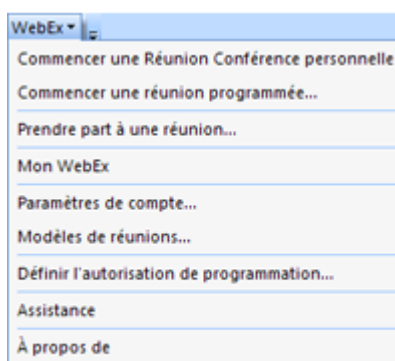 WebEx
Commencer une Réunion Conférence personnelle
Commencer une réunion programmée...
Prendre part à une réunion...
Mon WebEx
Paramètres de compte...
Modèles de réunions...
Définir l'autorisation de programmation...
Assistance
À propos de